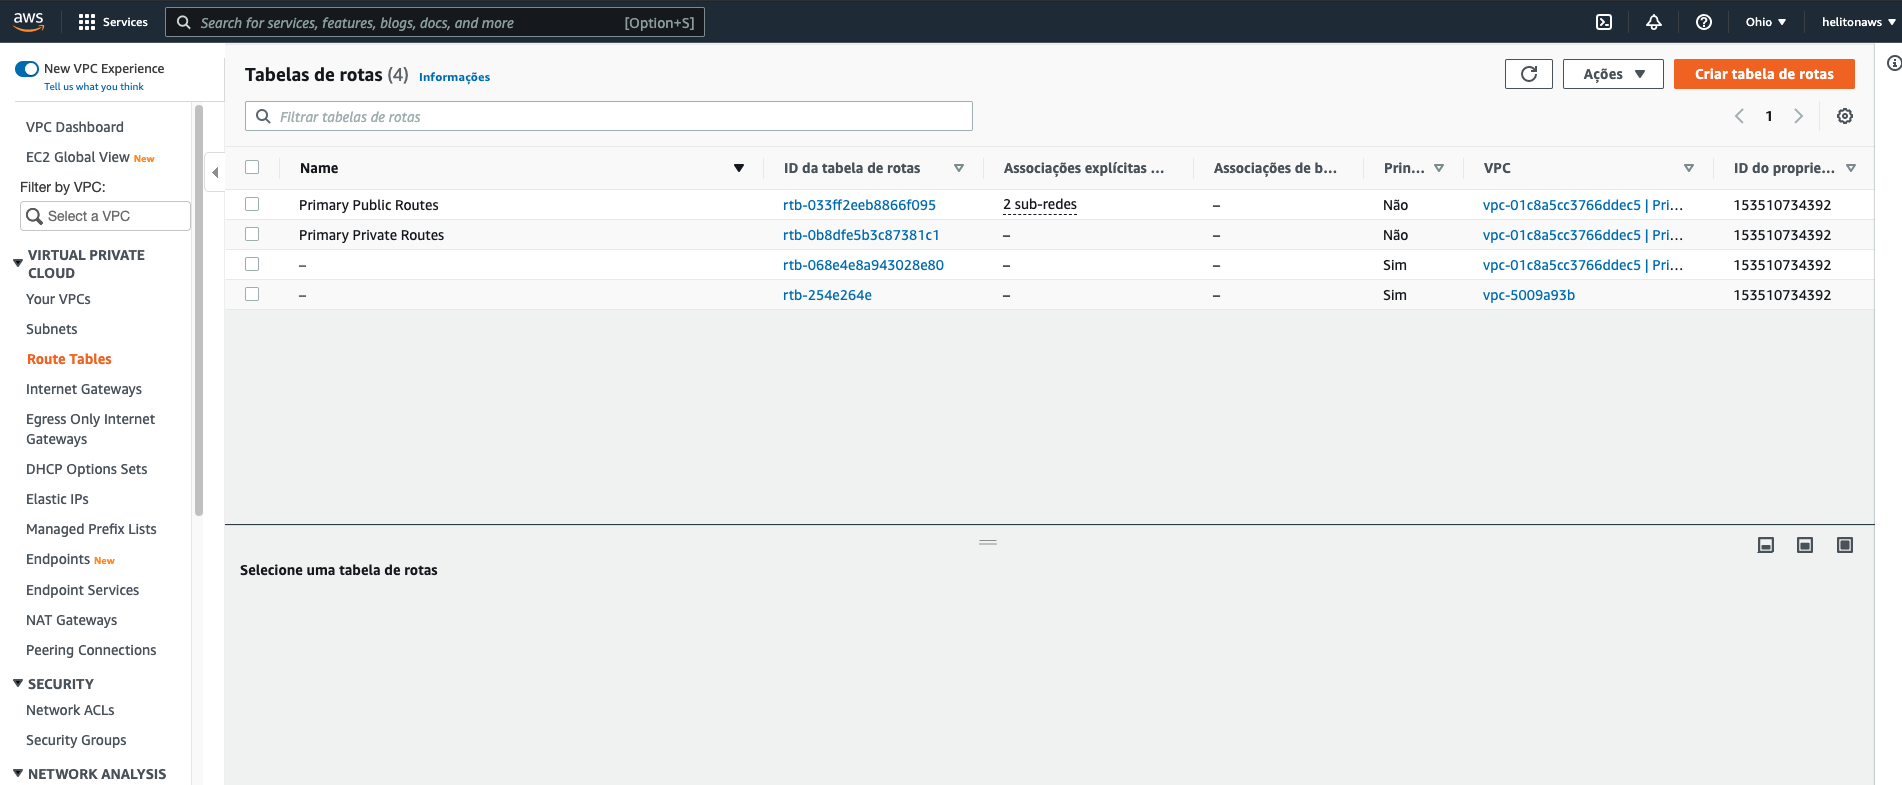 aws
Services
Search for services, features, blogs, docs, and more [Option+S]
Ohio
helitonaws
New VPC Experience
Tell us what you think
VPC Dashboard
EC2 Global View New
Filter by VPC:
Select a VPC
VIRTUAL PRIVATE
CLOUD
Your VPCs
Subnets
Route Tables
Internet Gateways
Egress Only Internet
Gateways
DHCP Options Sets
Elastic IPs
Managed Prefix Lists
Endpoints New
Endpoint Services
NAT Gateways
Peering Connections
SECURITY
Network ACLs
Security Groups
NETWORK ANALYSIS
Tabelas de rotas (4) Informações
Ações
Criar tabela de rotas
Filtrar tabelas de rotas
1
Name ID da tabela de rotas Associações explícitas ... Associações de b... Prin... VPC ID do proprie...
Primary Public Routes rtb-033ff2eeb8866f095 2 sub-redes – Não vpc-01c8a5cc3766ddec5 | Pri... 153510734392
Primary Private Routes rtb-0b8dfe5b3c87381c1 – – Não vpc-01c8a5cc3766ddec5 | Pri... 153510734392
– rtb-068e4e8a943028e80 – – Sim vpc-01c8a5cc3766ddec5 | Pri... 153510734392
– rtb-254e264e – – Sim vpc-5009a93b 153510734392
Selecione uma tabela de rotas